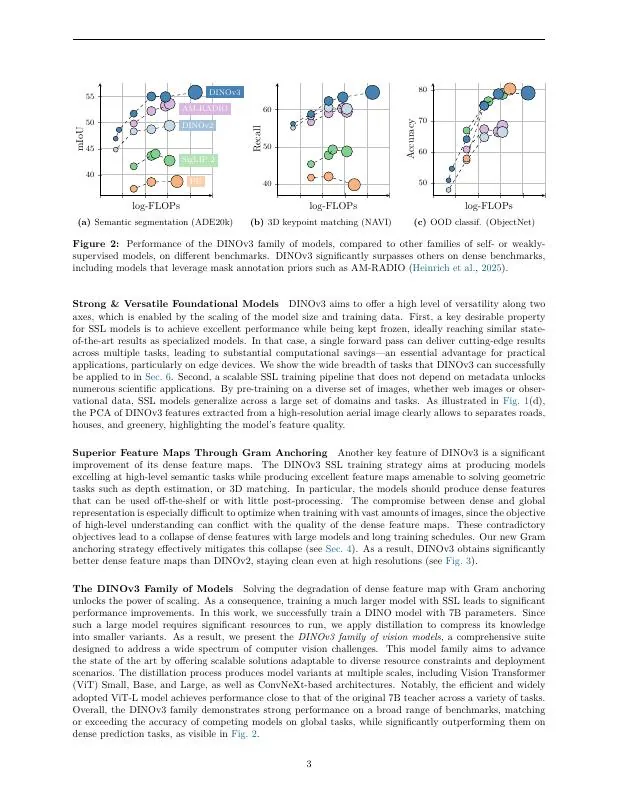 55
50
45
40
mIoU
DINOv3
AM-RADIO
DINOv2
SigLIP 2
PE
log-FLOPs
(a) Semantic segmentation (ADE20k)
60
50
40
Recall
log-FLOPs
(b) 3D keypoint matching (NAVI)
80
70
60
50
Accuracy
log-FLOPs
(c) OOD classif. (ObjectNet)
Figure 2: Performance of the DINOv3 family of models, compared to other families of self- or weakly-
supervised models, on different benchmarks. DINOv3 significantly surpasses others on dense benchmarks,
including models that leverage mask annotation priors such as AM-RADIO (Heinrich et al., 2025).
Strong & Versatile Foundational Models DINOv3 aims to offer a high level of versatility along two
axes, which is enabled by the scaling of the model size and training data. First, a key desirable property
for SSL models is to achieve excellent performance while being kept frozen, ideally reaching similar state-
of-the-art results as specialized models. In that case, a single forward pass can deliver cutting-edge results
across multiple tasks, leading to substantial computational savings—an essential advantage for practical
applications, particularly on edge devices. We show the wide breadth of tasks that DINOv3 can successfully
be applied to in Sec. 6. Second, a scalable SSL training pipeline that does not depend on metadata unlocks
numerous scientific applications. By pre-training on a diverse set of images, whether web images or obser-
vational data, SSL models generalize across a large set of domains and tasks. As illustrated in Fig. 1(d),
the PCA of DINOv3 features extracted from a high-resolution aerial image clearly allows to separate roads,
houses, and greenery, highlighting the model's feature quality.
Superior Feature Maps Through Gram Anchoring Another key feature of DINOv3 is a significant
improvement of its dense feature maps. The DINOv3 SSL training strategy aims at producing models
excelling at high-level semantic tasks while producing excellent feature maps amenable to solving geometric
tasks such as depth estimation, or 3D matching. In particular, the models should produce dense features
that can be used off-the-shelf or with little post-processing. The compromise between dense and global
representation is especially difficult to optimize when training with vast amounts of images, since the objective
of high-level understanding can conflict with the quality of the dense feature maps. These contradictory
objectives lead to a collapse of dense features with large models and long training schedules. Our new Gram
anchoring strategy effectively mitigates this collapse (see Sec. 4). As a result, DINOv3 obtains significantly
better dense feature maps than DINOv2, staying clean even at high resolutions (see Fig. 3).
The DINOv3 Family of Models Solving the degradation of dense feature map with Gram anchoring
unlocks the power of scaling. As a consequence, training a much larger model with SSL leads to significant
performance improvements. In this work, we successfully train a DINO model with 7B parameters. Since
such a large model requires significant resources to run, we apply distillation to compress its knowledge
into smaller variants. As a result, we present the DINOv3 family of vision models, a comprehensive suite
designed to address a wide spectrum of computer vision challenges. This model family aims to advance
the state of the art by offering scalable solutions adaptable to diverse resource constraints and deployment
scenarios. The distillation process produces model variants at multiple scales, including Vision Transformer
(ViT) Small, Base, and Large, as well as ConvNeXt-based architectures. Notably, the efficient and widely
adopted ViT-L model achieves performance close to that of the original 7B teacher across a variety of tasks.
Overall, the DINOv3 family demonstrates strong performance on a broad range of benchmarks, matching
or exceeding the accuracy of competing models on global tasks, while significantly outperforming them on
dense prediction tasks, as visible in Fig. 2.
3